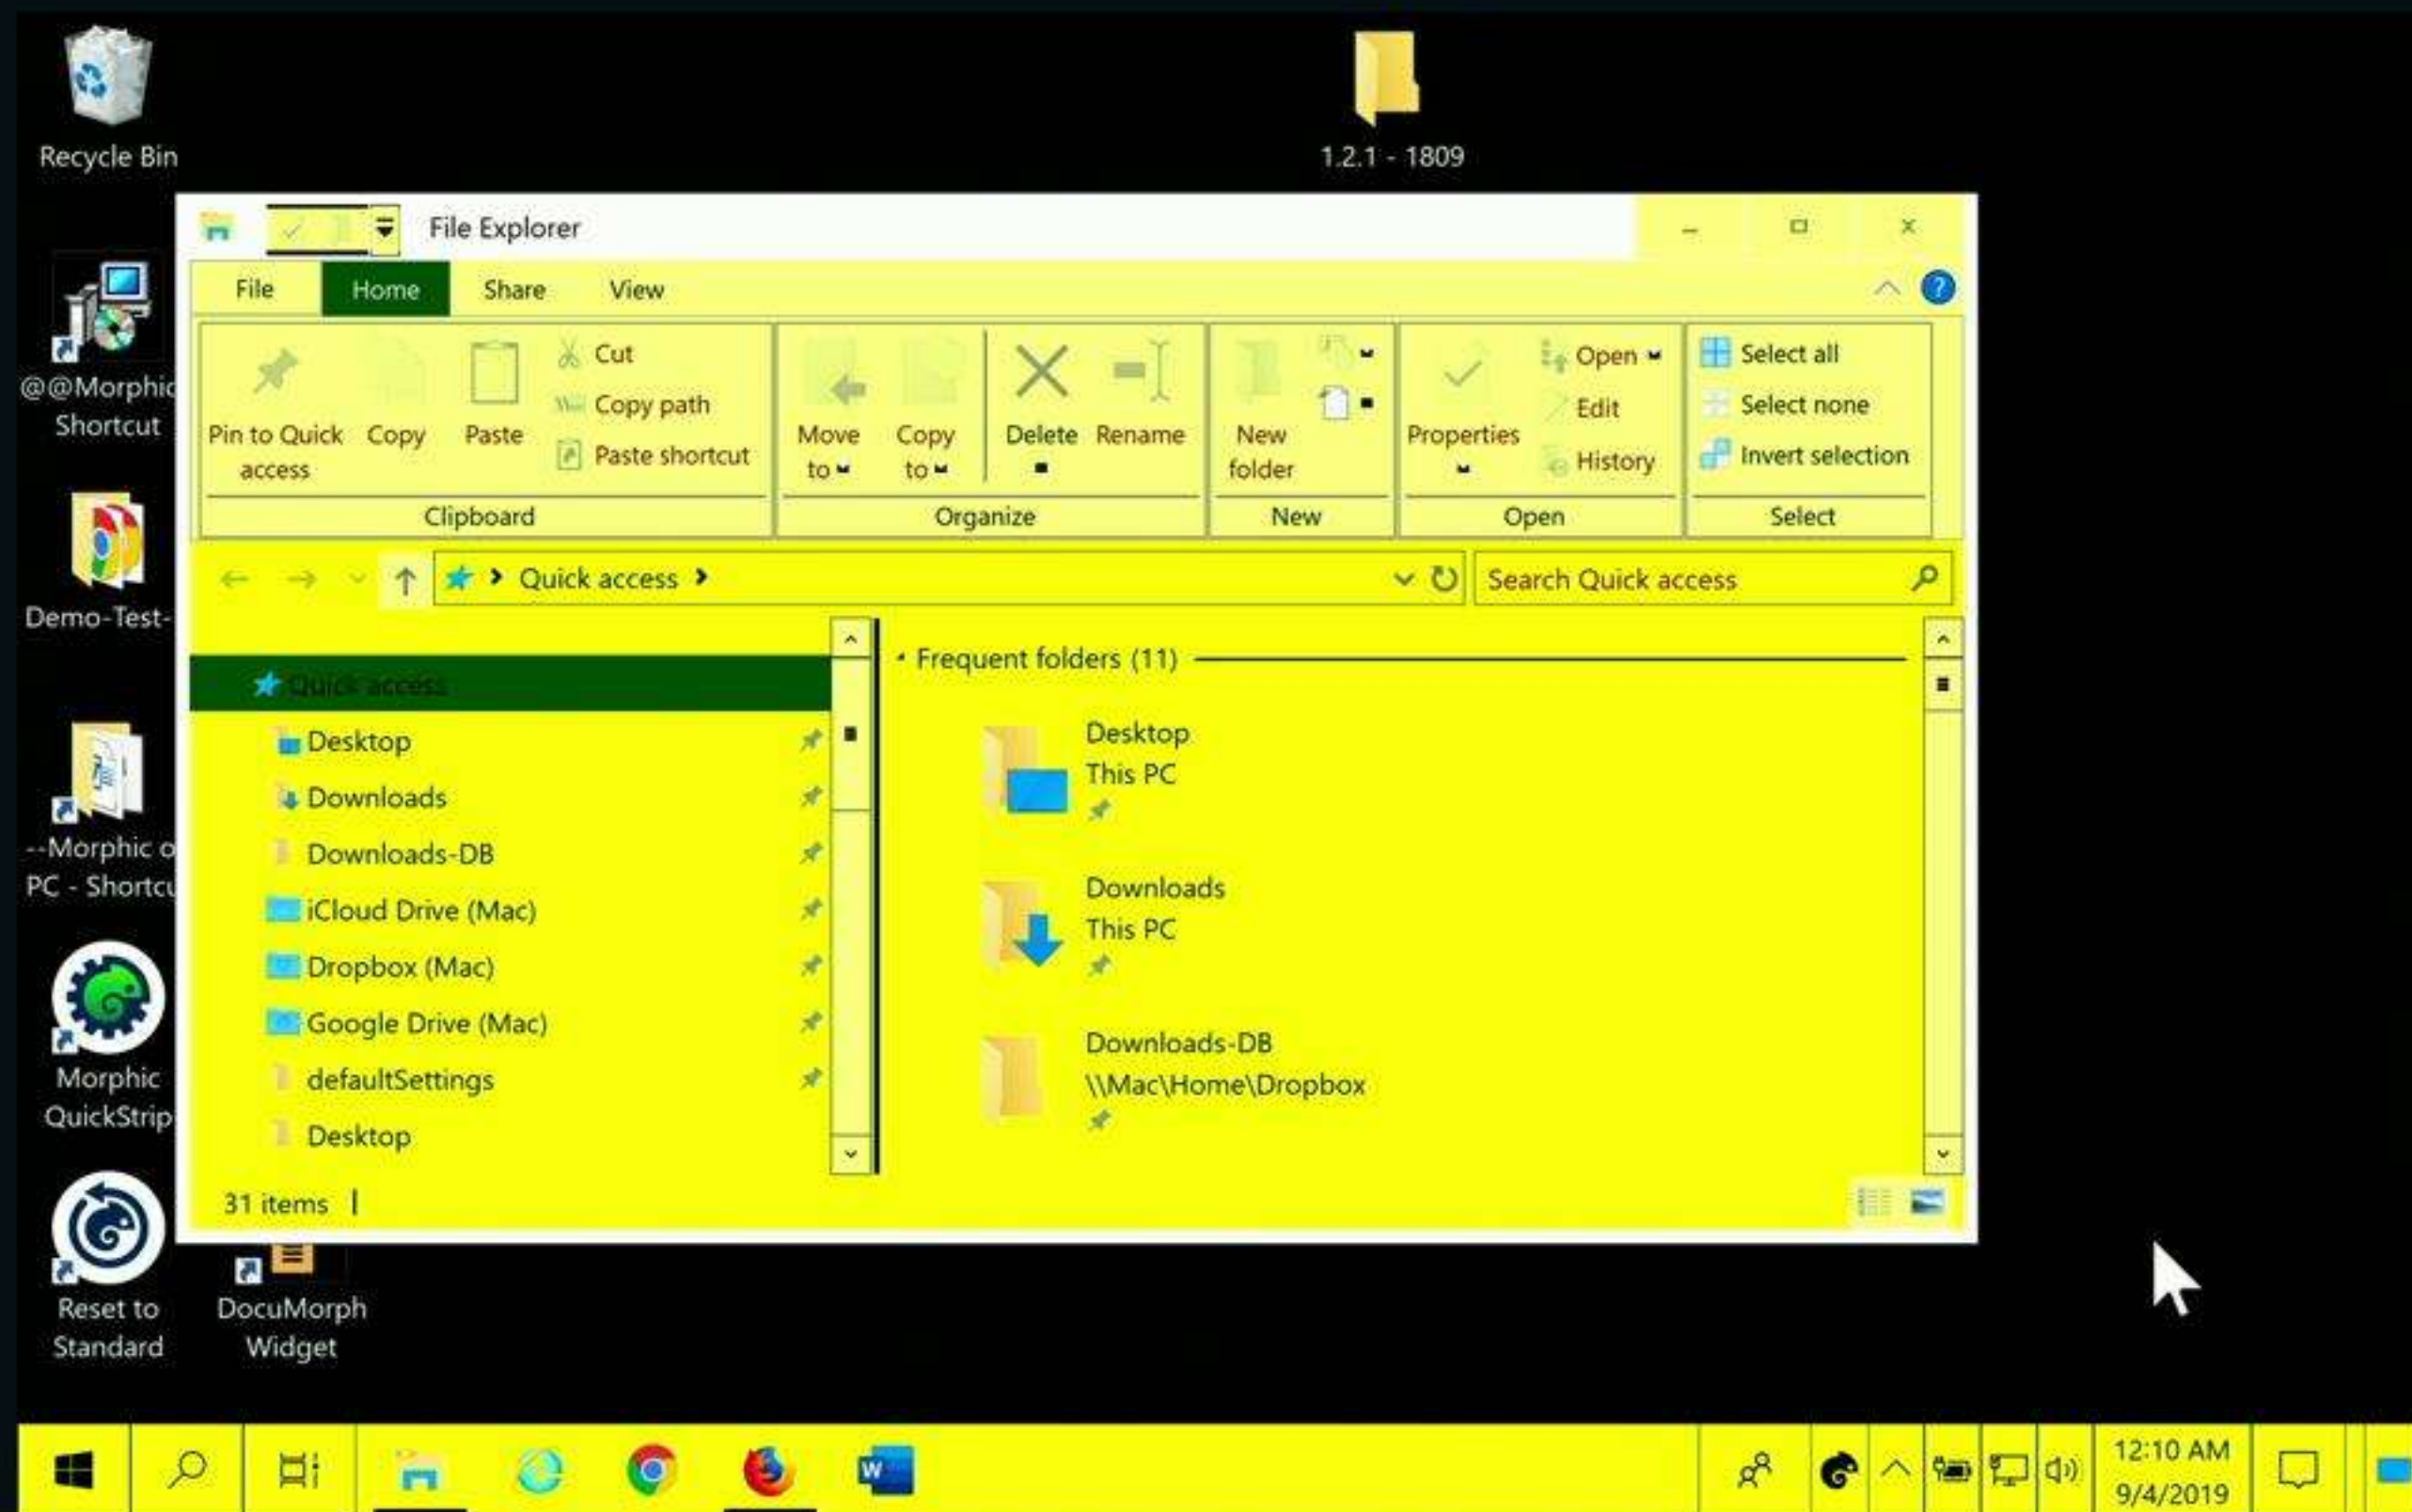 Recycle Bin
1.2.1 - 1809
@@Morphic
Shortcut
Demo-Test-
--Morphic o
PC - Shortcu
Morphic
QuickStrip
Reset to
Standard
DocuMorph
Widget
File Explorer
File Home Share View
Pin to Quick
access
Copy
Paste
Cut
Copy path
Paste shortcut
Clipboard
Move
to
Copy
to
Delete
Rename
Organize
New
folder
New
Properties
Open
Edit
History
Open
Select all
Select none
Invert selection
Select
Quick access
Search Quick access
Quick access
Desktop
Downloads
Downloads-DB
iCloud Drive (Mac)
Dropbox (Mac)
Google Drive (Mac)
defaultSettings
Desktop
Frequent folders (11)
Desktop
This PC
Downloads
This PC
Downloads-DB
\\Mac\Home\Dropbox
31 items
W
12:10 AM
9/4/2019